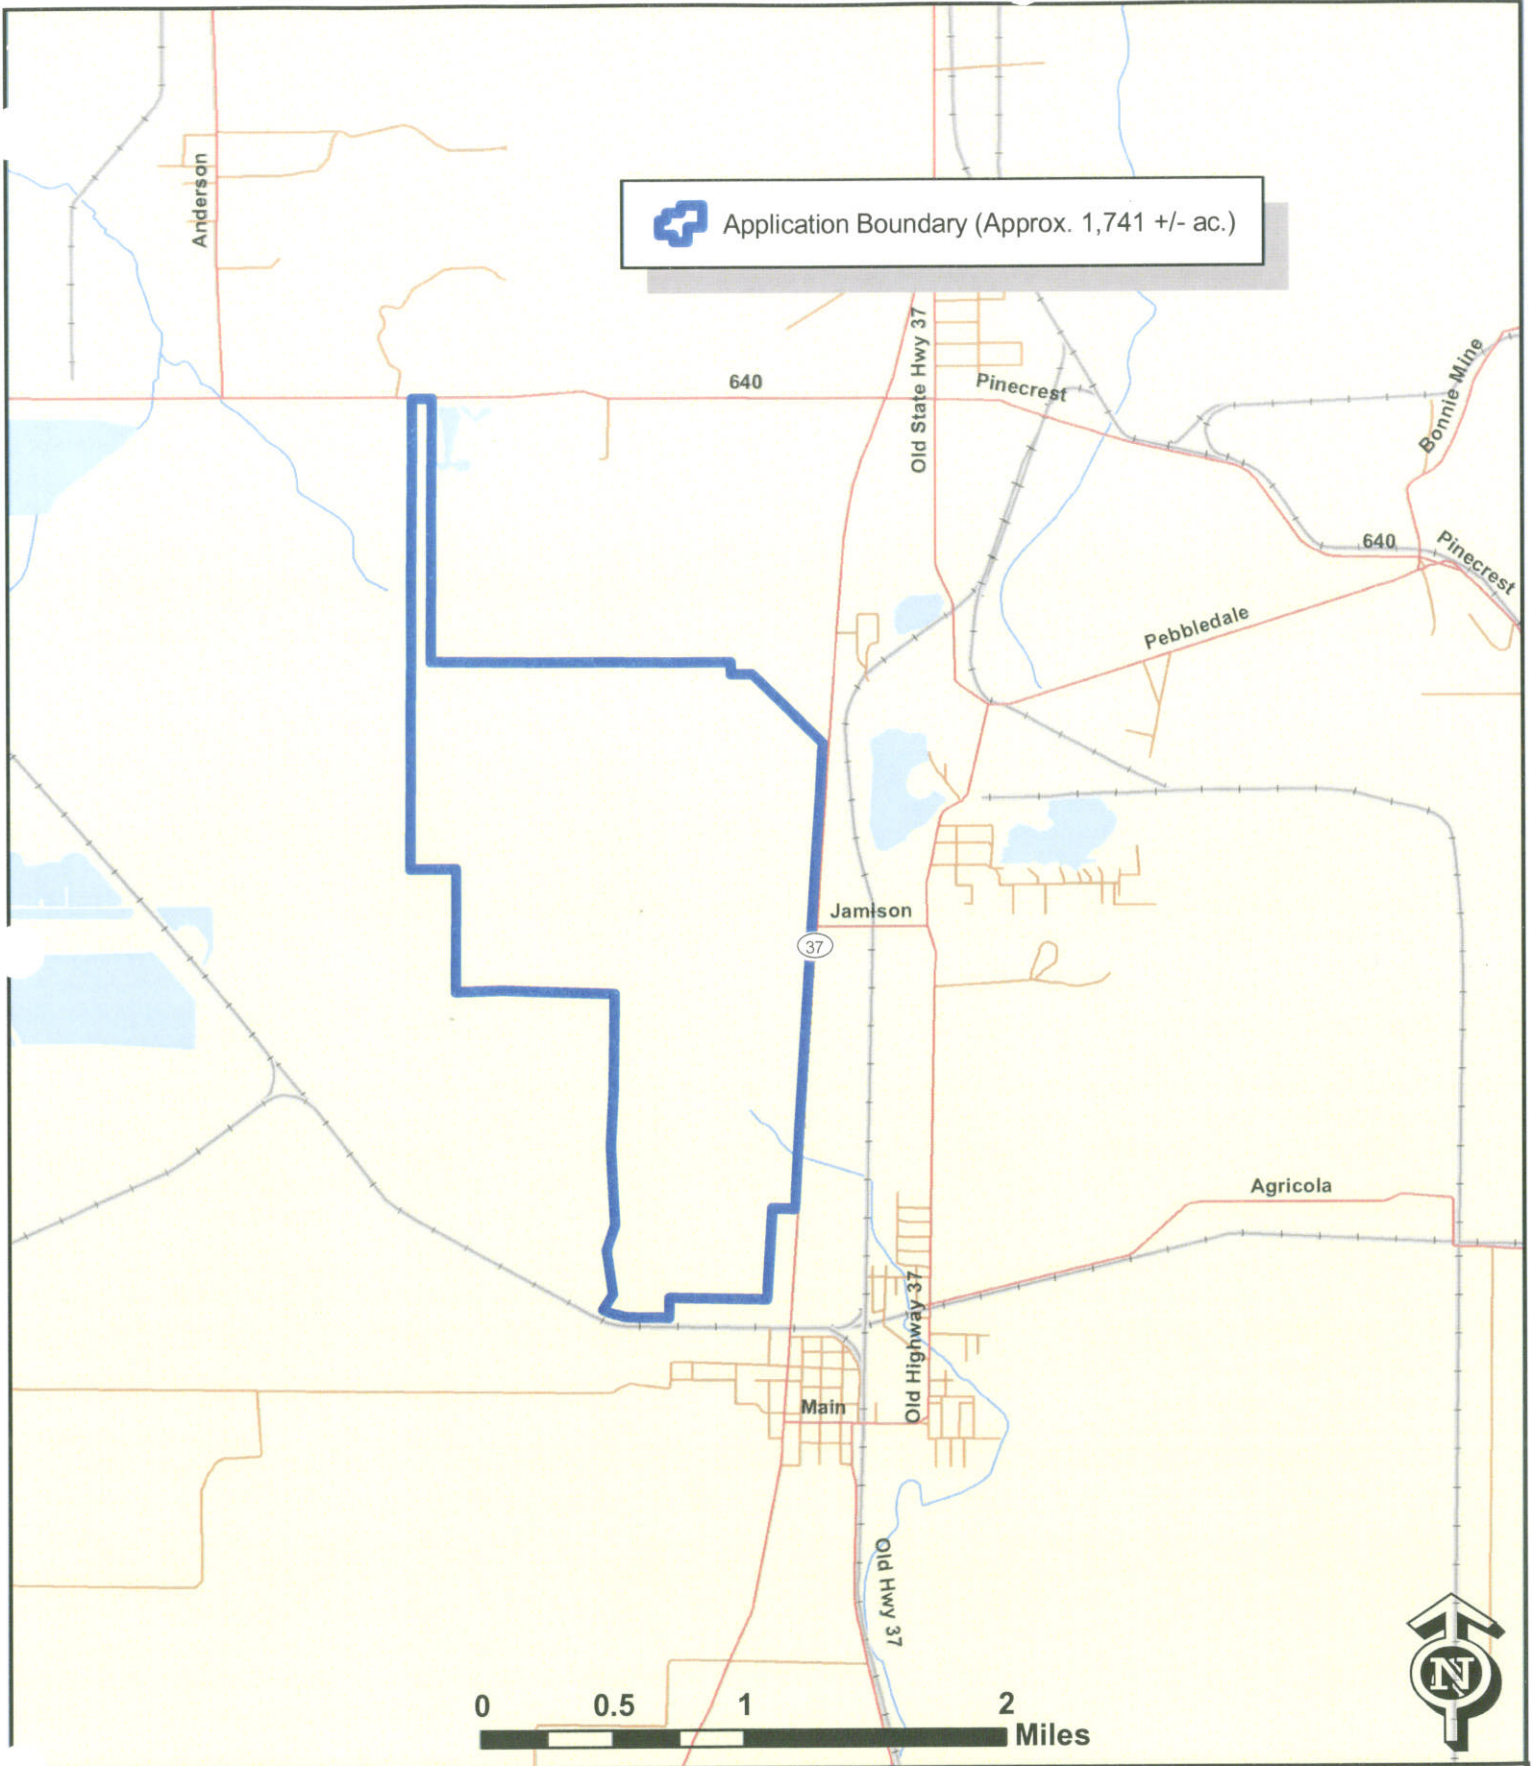 Anderson
Application Boundary (Approx. 1,741 +/- ac.)
Old State Hwy 37
640
Pinecrest
Bonnie Mine
640
Pinecrest
Pebbledale
Jamison
37
Agricola
Old Highway 37
Main
Old Hwy 37
0 0.5 1 2
Miles
N